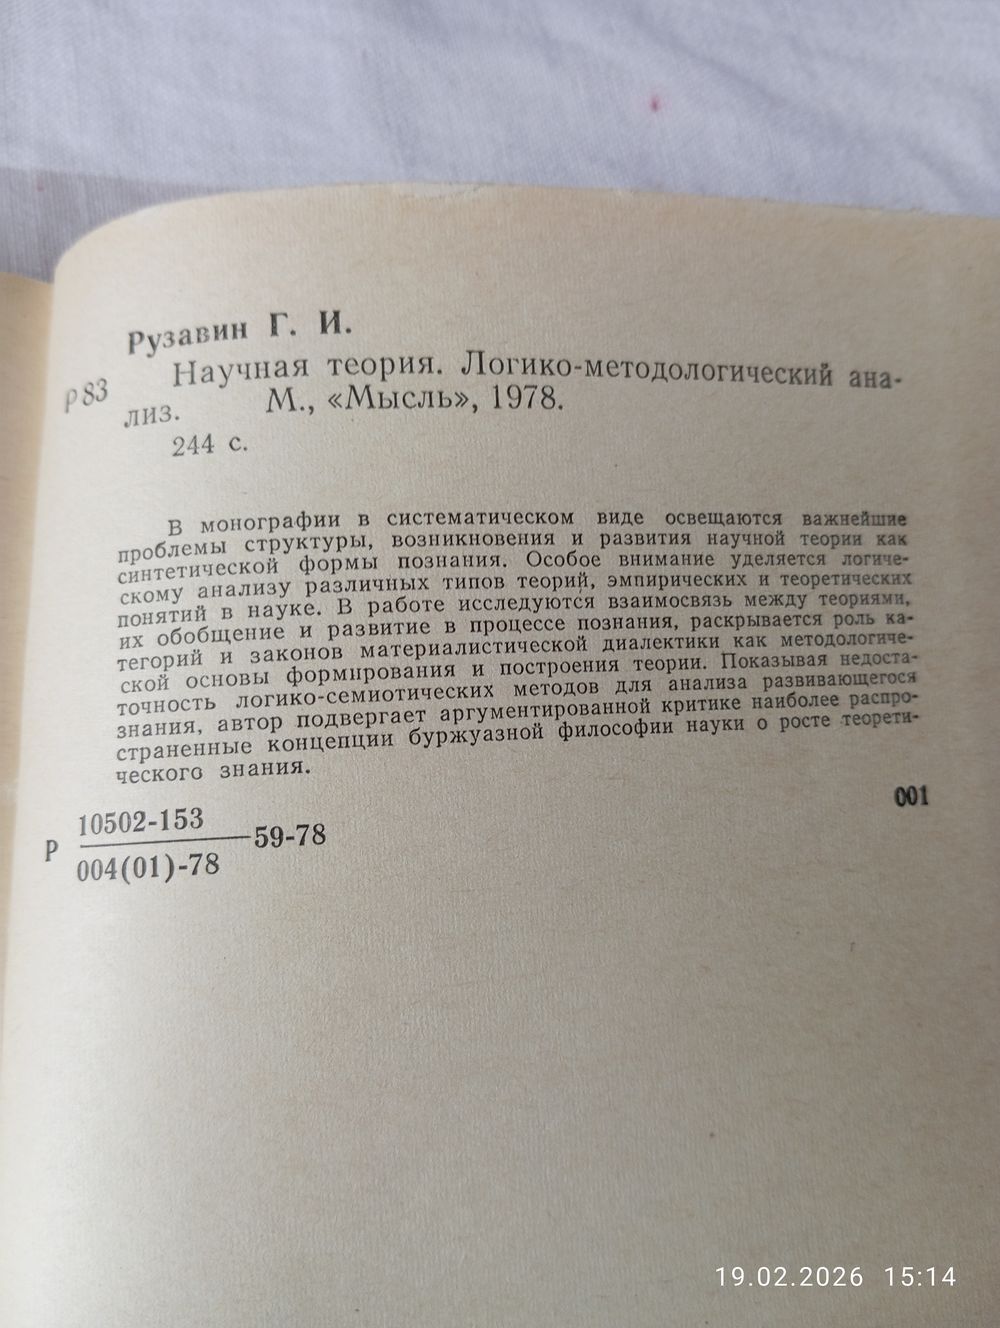 Рузавин Г. И.
Р83
Научная теория. Логико-методологический ана-
лиз. М., «Мысль», 1978.
244 с.
В монографии в систематическом виде освещаются важнейшие
проблемы структуры, возникновения и развития научной теории как
синтетической формы познания. Особое внимание уделяется логиче-
скому анализу различных типов теорий, эмпирических и теоретических
понятий в науке. В работе исследуются взаимосвязь между теориями,
их обобщение и развитие в процессе познания, раскрывается роль ка-
тегорий и законов материалистической диалектики как методологиче-
ской основы формирования и построения теории. Показывая недоста-
точность логико-семиотических методов для анализа развивающегося
знания, автор подвергает аргументированной критике наиболее распро-
страненные концепции буржуазной философии науки о росте теорети-
ческого знания.
001
10502-153
Р 59-78
004(01)-78
19.02.2026 15:14